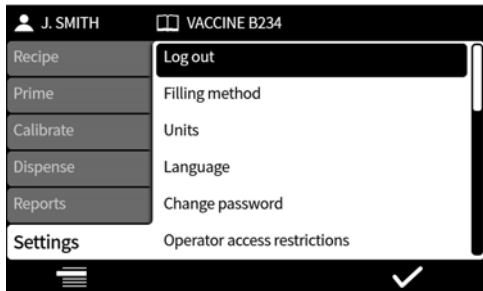 J. SMITH VACCINE B234
Recipe
Prime
Calibrate
Dispense
Reports
Settings
Log out
Filling method
Units
Language
Change password
Operator access restrictions